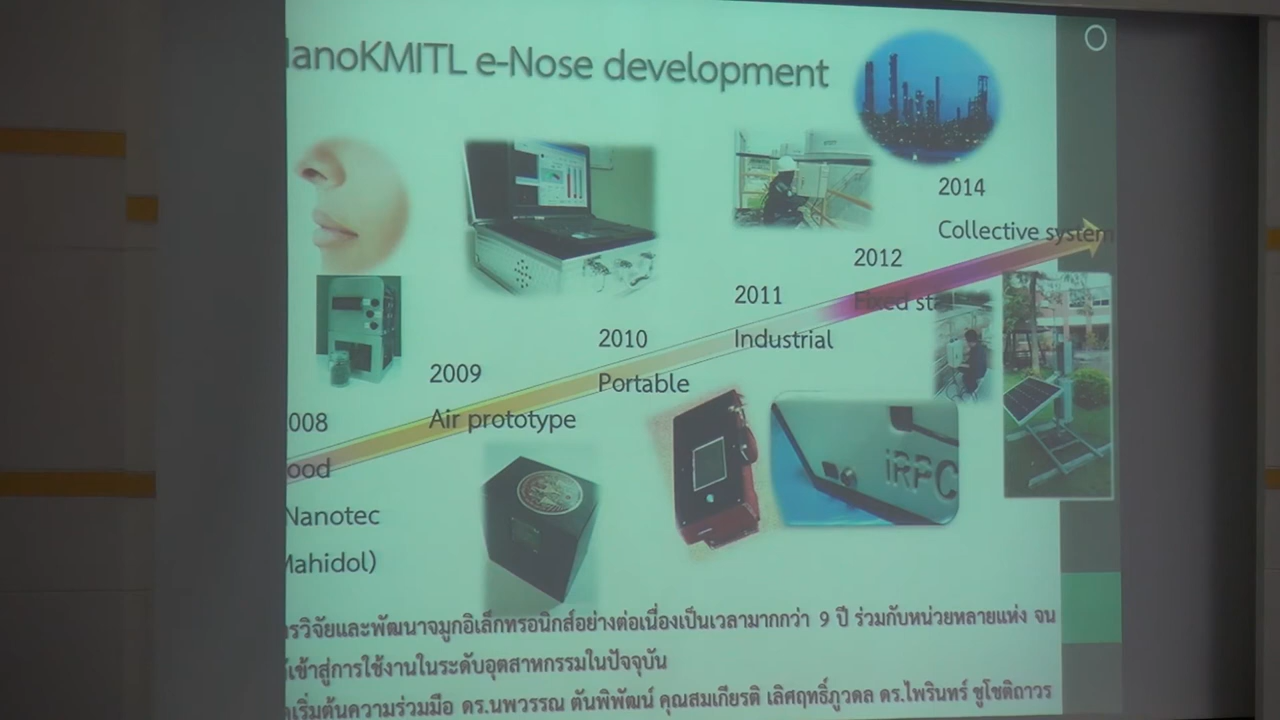 lanoKMITL e-Nose development
2014
Collective system
2012
Fixed sta
2011
Industrial
2010
Portable
2009
Air prototype
008
ood
Nanotec
Mahidol)
iRPC
รวิจัยและพัฒนาจมูกอิเล็กทรอนิกส์อย่างต่อเนื่องเป็นเวลามากกว่า 9 ปี ร่วมกับหน่วยหลายแห่ง จน
เข้าสู่การใช้งานในระดับอุตสาหกรรมในปัจจุบัน
เริ่มต้นความร่วมมือ ดร.นพวรรณ ตันพิพัฒน์ คุณสมเกียรติ เลิศฤทธิ์ภูวดล ดร.ไพรินทร์ ชูโชติถาวร